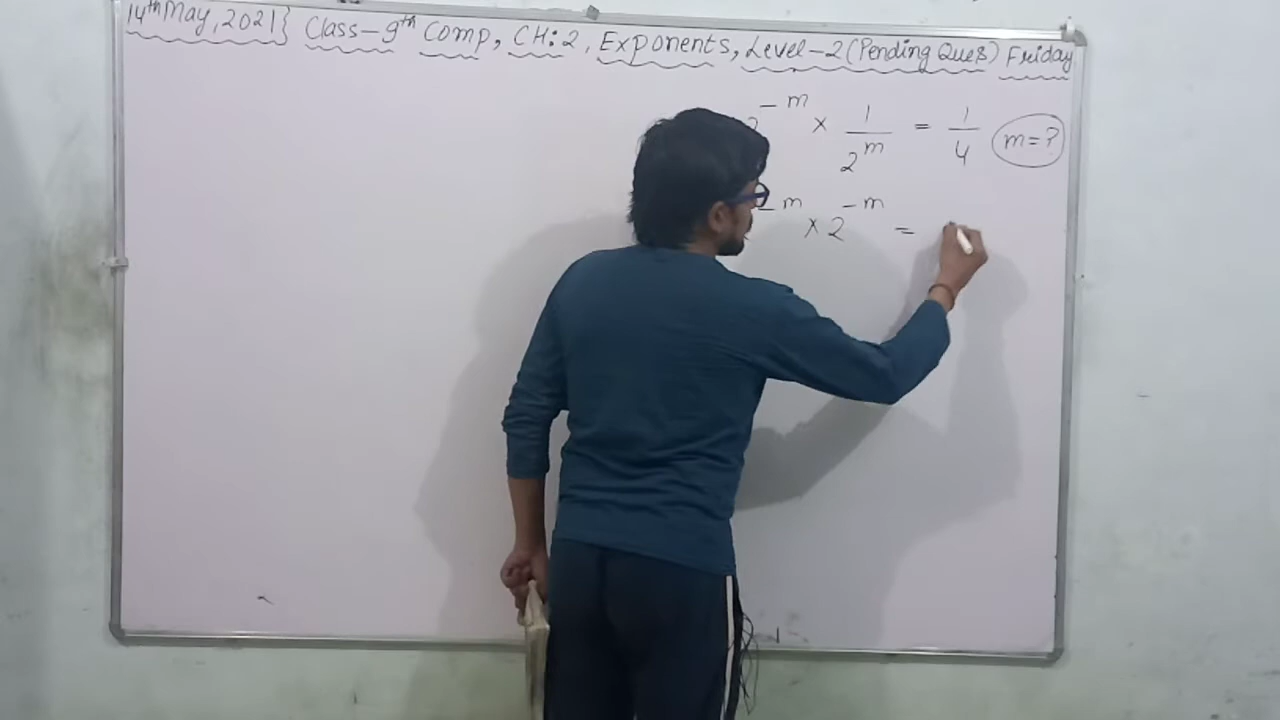 14th May, 2021} Class-9th Comp, CH:2, Exponents, Level-2 (Pending Ques) Friday
2^-m × 1/2^m = 1/4 m=?
-m × 2^-m =